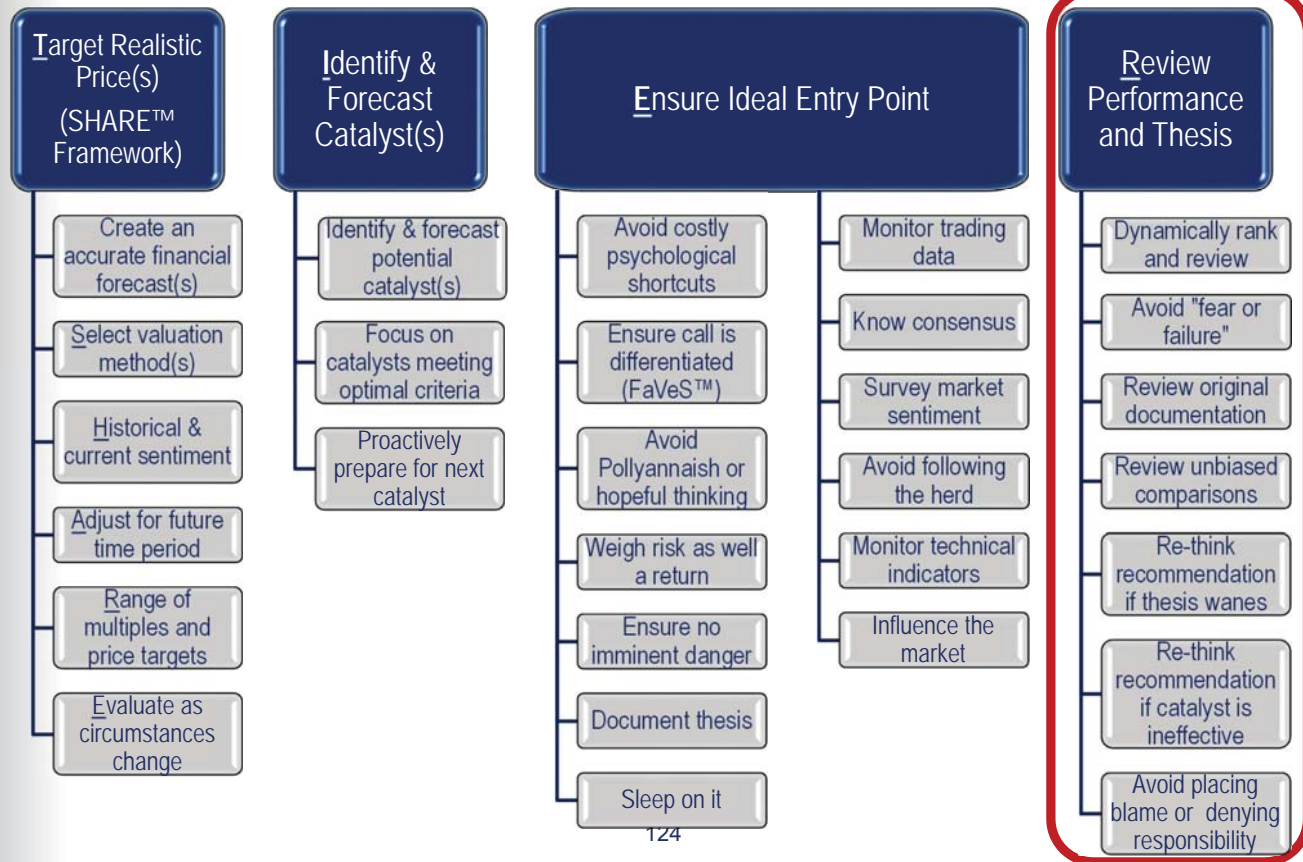 Target Realistic
Price(s)
(SHARE™
Framework)
Create an
accurate financial
forecast(s)
Select valuation
method(s)
Historical &
current sentiment
Adjust for future
time period
Range of
multiples and
price targets
Evaluate as
circumstances
change
Identify &
Forecast
Catalyst(s)
Identify & forecast
potential
catalyst(s)
Focus on
catalysts meeting
optimal criteria
Proactively
prepare for next
catalyst
Ensure Ideal Entry Point
Avoid costly
psychological
shortcuts
Ensure call is
differentiated
(FaVeS™)
Avoid
Pollyannaish or
hopeful thinking
Weigh risk as well
a return
Ensure no
imminent danger
Document thesis
Sleep on it
Monitor trading
data
Know consensus
Survey market
sentiment
Avoid following
the herd
Monitor technical
indicators
Influence the
market
Review
Performance
and Thesis
Dynamically rank
and review
Avoid "fear or
failure"
Review original
documentation
Review unbiased
comparisons
Re-think
recommendation
if thesis wanes
Re-think
recommendation
if catalyst is
ineffective
Avoid placing
blame or denying
responsibility
124